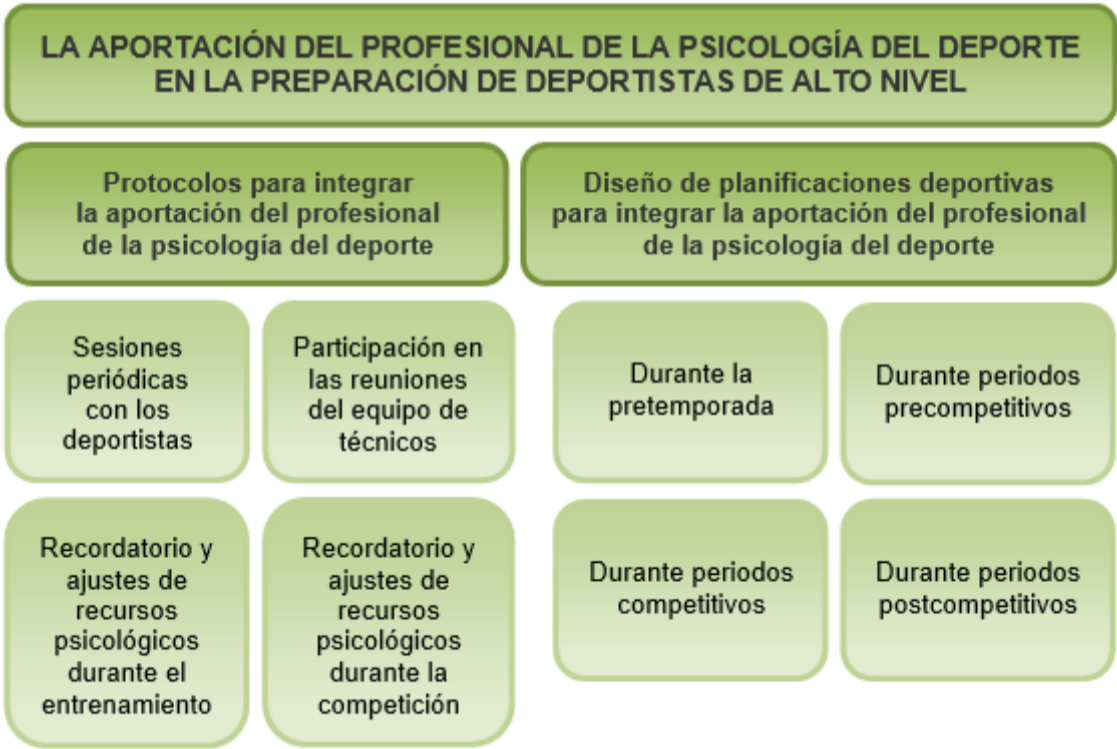 LA APORTACIÓN DEL PROFESIONAL DE LA PSICOLOGÍA DEL DEPORTE
EN LA PREPARACIÓN DE DEPORTISTAS DE ALTO NIVEL
Protocolos para integrar
la aportación del profesional
de la psicología del deporte
Diseño de planificaciones deportivas
para integrar la aportación del profesional
de la psicología del deporte
Sesiones
periódicas
con los
deportistas
Participación en
las reuniones
del equipo de
técnicos
Durante la
pretemporada
Durante periodos
precompetitivos
Recordatorio y
ajustes de
recursos
psicológicos
durante el
entrenamiento
Recordatorio y
ajustes de
recursos
psicológicos
durante la
competición
Durante periodos
competitivos
Durante periodos
postcompetitivos